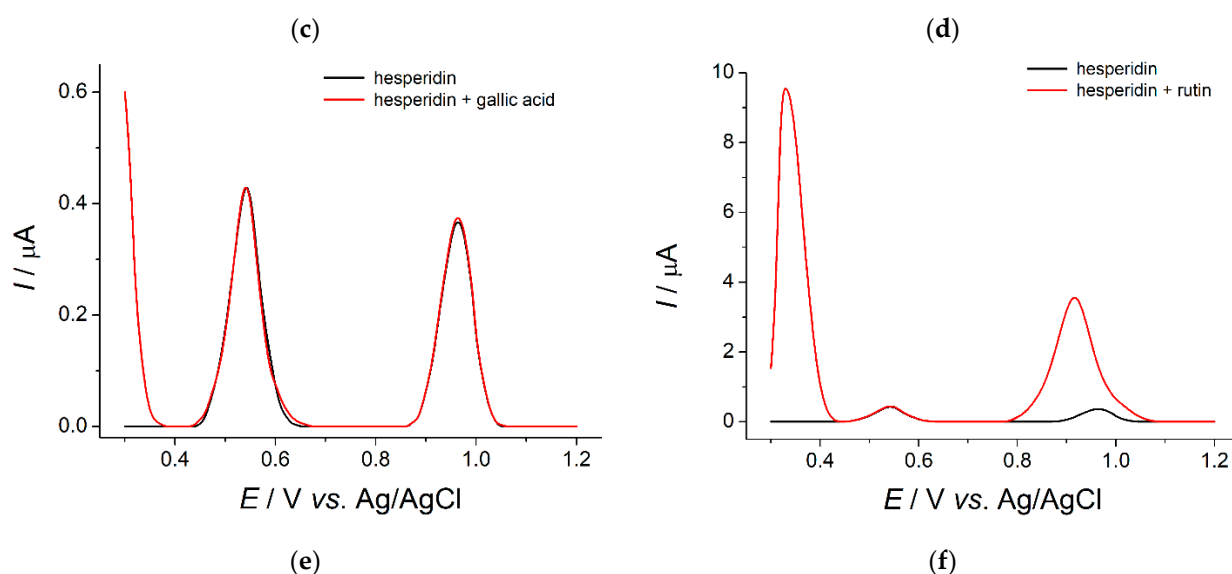 (c)
(d)
hesperidin
hesperidin + gallic acid
0.6
0.4
0.2
0.0
I / μA
0.4
0.6
0.8
1.0
1.2
E / V vs. Ag/AgCl
hesperidin
hesperidin + rutin
10
8
6
4
2
0
I / μA
0.4
0.6
0.8
1.0
1.2
E / V vs. Ag/AgCl
(e)
(f)